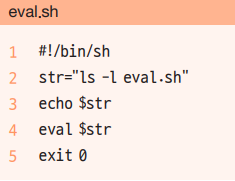 eval.sh
1 #!/bin/sh
2 str="ls -l eval.sh"
3 echo $str
4 eval $str
5 exit 0